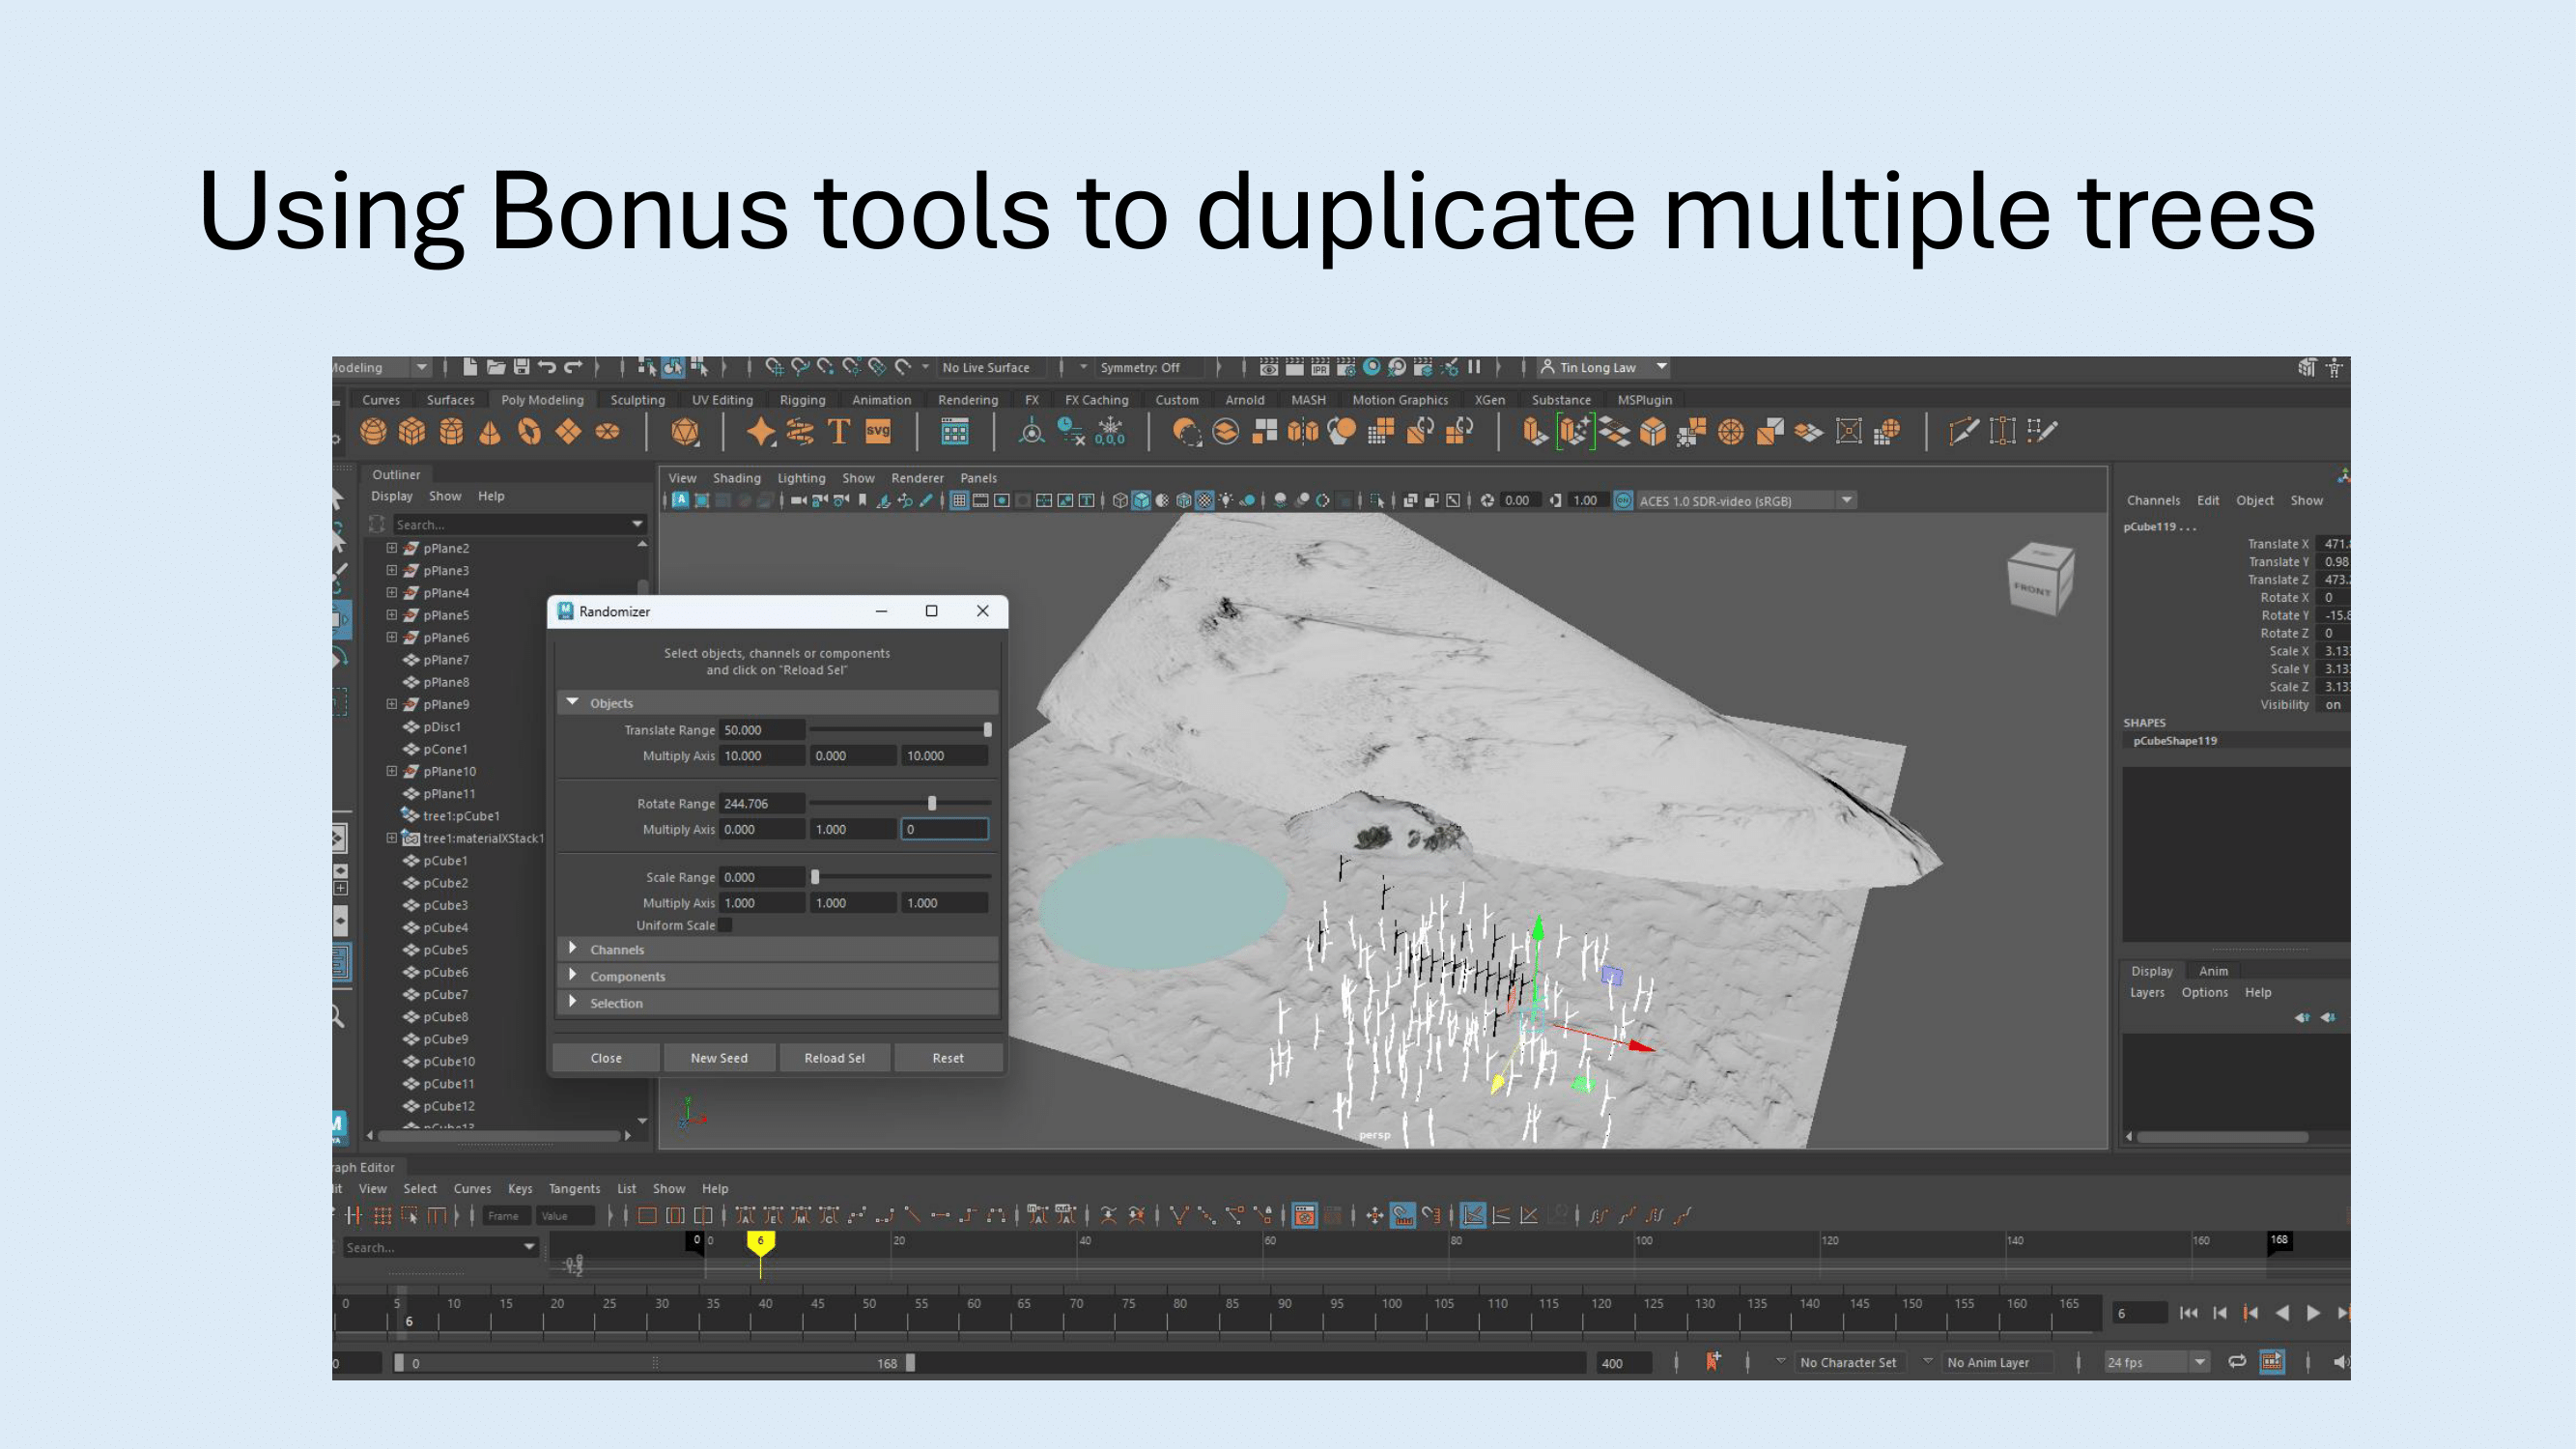 Using Bonus tools to duplicate multiple trees
Modeling
No Live Surface
Symmetry: Off
Tin Long Law
Curves Surfaces Poly Modeling Sculpting UV Editing Rigging Animation Rendering FX FX Caching Custom Arnold MASH Motion Graphics XGen Substance MSPlugin
T svg 0,0,0
Outliner
Display Show Help
Search...
pPlane2
pPlane3
pPlane4
pPlane5
pPlane6
pPlane7
pPlane8
pPlane9
pDisc1
pCone1
pPlane10
pPlane11
tree1:pCube1
tree1:materialXStack1
pCube1
pCube2
pCube3
pCube4
pCube5
pCube6
pCube7
pCube8
pCube9
pCube10
pCube11
pCube12
View Shading Lighting Show Renderer Panels
0.00 1.00 ACES 1.0 SDR-video (sRGB)
Randomizer
Select objects, channels or components
and click on "Reload Sel"
Objects
Translate Range 50.000
Multiply Axis 10.000 0.000 10.000
Rotate Range 244.706
Multiply Axis 0.000 1.000 0
Scale Range 0.000
Multiply Axis 1.000 1.000 1.000
Uniform Scale
Channels
Components
Selection
Close New Seed Reload Sel Reset
FRONT
persp
Channels Edit Object Show
pCube119 . . .
Translate X 471.
Translate Y 0.98
Translate Z 473.
Rotate X 0
Rotate Y -15.8
Rotate Z 0
Scale X 3.13
Scale Y 3.13
Scale Z 3.13
Visibility on
SHAPES
pCubeShape119
Display Anim
Layers Options Help
raph Editor
it View Select Curves Keys Tangents List Show Help
Frame Value
Search...
0 0 6 20 40 60 80 100 120 140 160 168
0 5 10 15 20 25 30 35 40 45 50 55 60 65 70 75 80 85 90 95 100 105 110 115 120 125 130 135 140 145 150 155 160 165
6
6
0 0 168 400 No Character Set No Anim Layer 24 fps